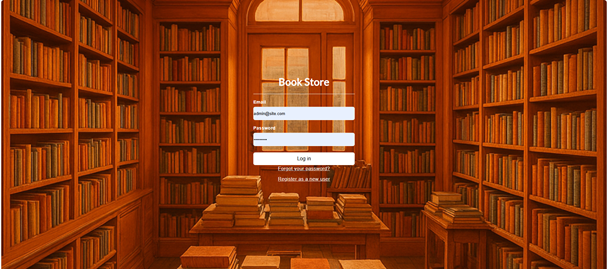 Book Store
Email
admin@site.com
Password
Log in
Forgot your password?
Register as a new user